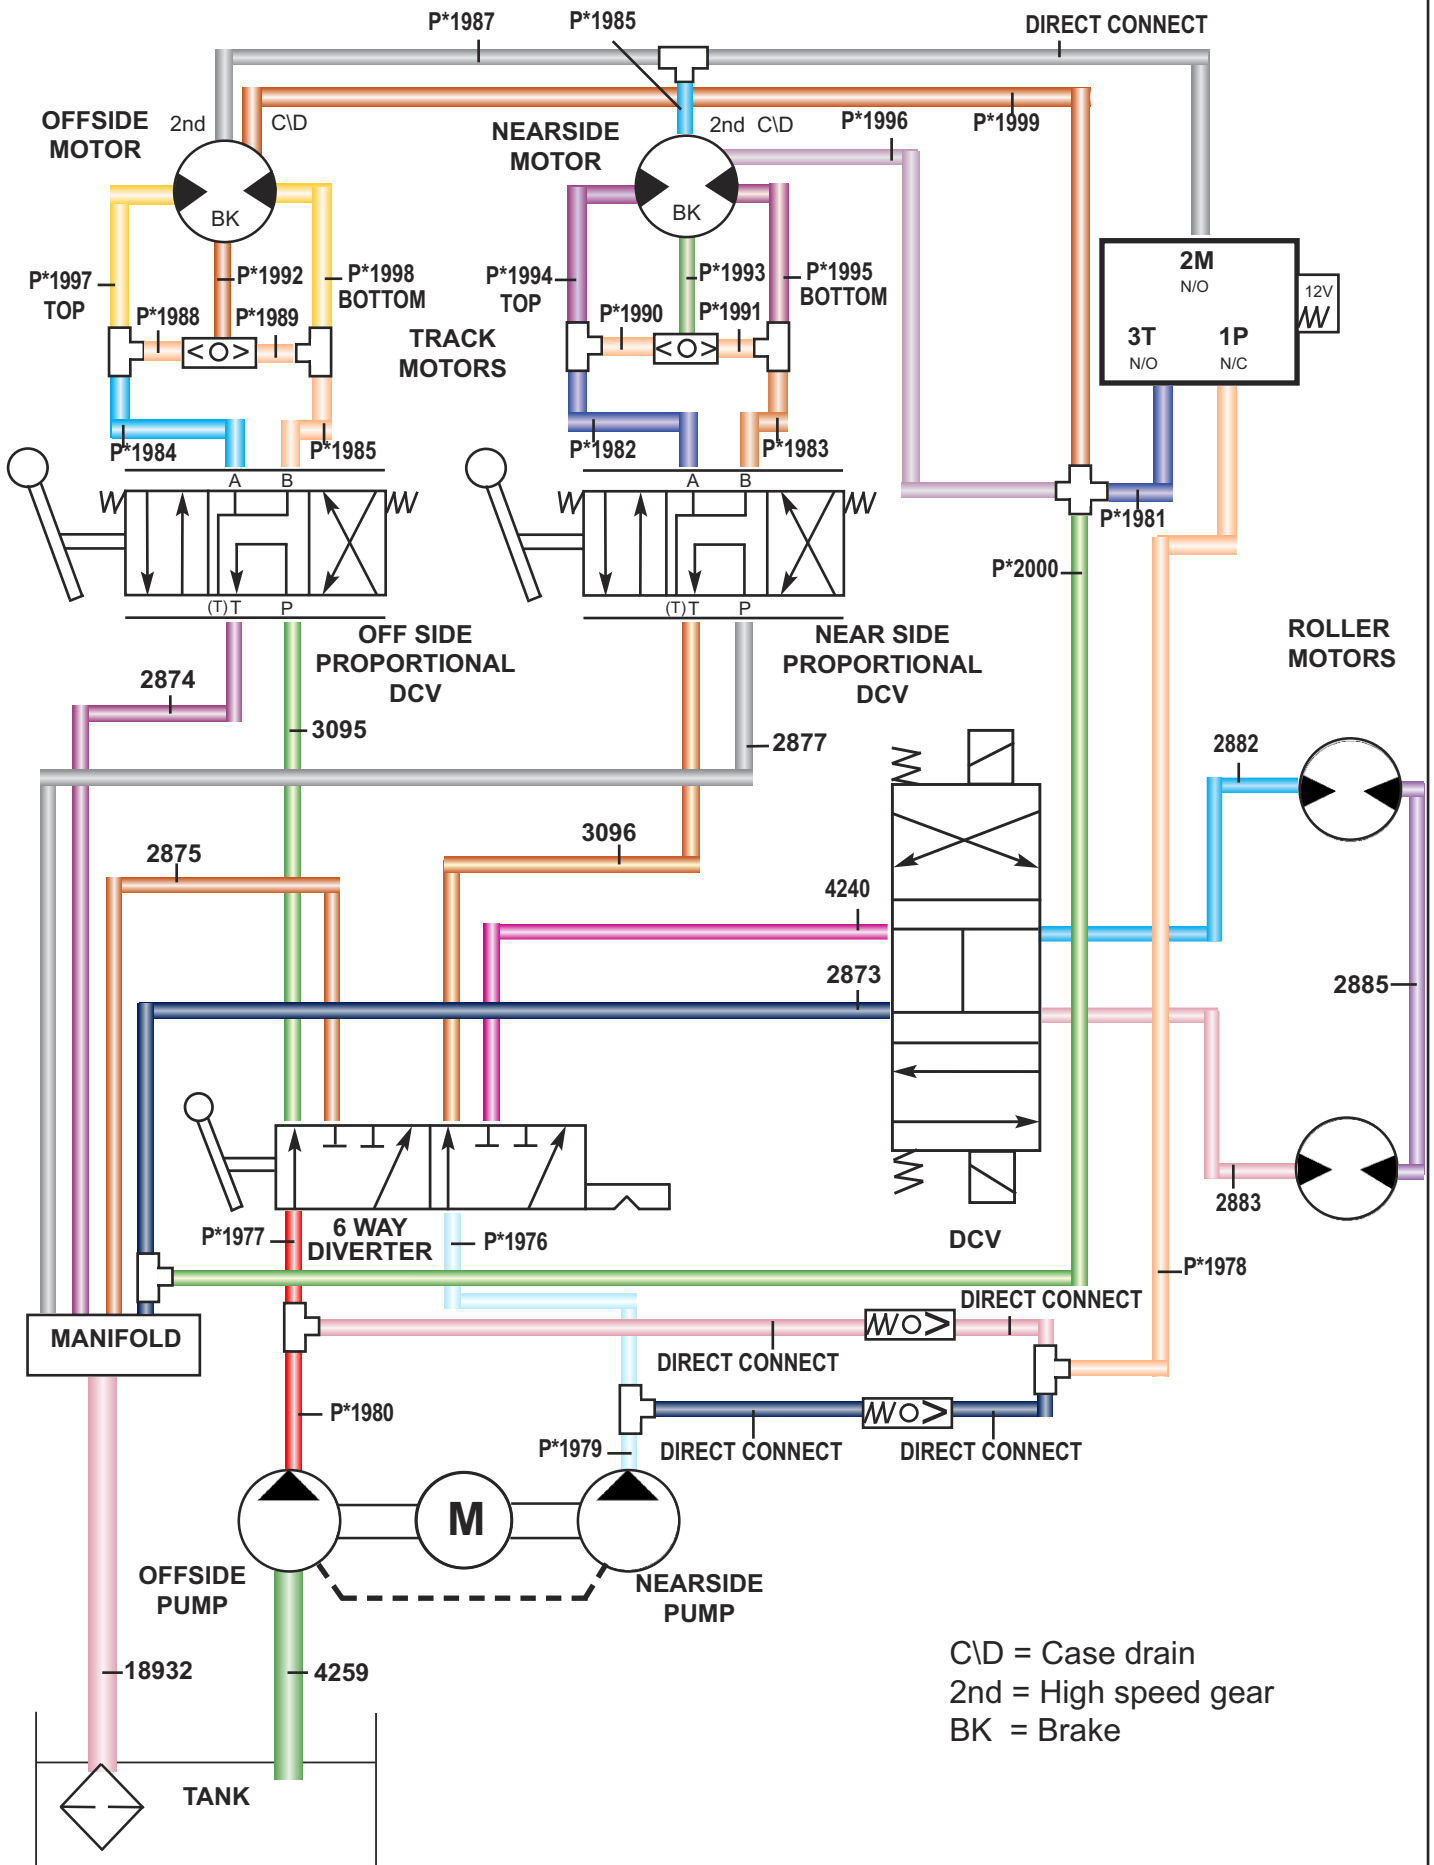 P*1987
P*1985
DIRECT CONNECT
OFFSIDE
MOTOR
2nd
C\D
NEARSIDE
MOTOR
2nd C\D
P*1996
P*1999
BK
BK
P*1997
TOP
P*1992
P*1998
BOTTOM
P*1988
P*1989
P*1994
TOP
P*1993
P*1995
BOTTOM
P*1990
P*1991
TRACK
MOTORS
2M
N/O
12V
3T
N/O
1P
N/C
P*1984
P*1985
P*1982
P*1983
A B
A B
P*1981
P*2000
(T) T P
(T) T P
OFF SIDE
PROPORTIONAL
DCV
NEAR SIDE
PROPORTIONAL
DCV
ROLLER
MOTORS
2874
3095
2877
2882
2875
3096
4240
2873
2885
2883
P*1977
6 WAY
DIVERTER
P*1976
DCV
P*1978
DIRECT CONNECT
MANIFOLD
DIRECT CONNECT
P*1980
P*1979
DIRECT CONNECT
DIRECT CONNECT
M
OFFSIDE
PUMP
NEARSIDE
PUMP
18932
4259
C\D = Case drain
2nd = High speed gear
BK = Brake
TANK